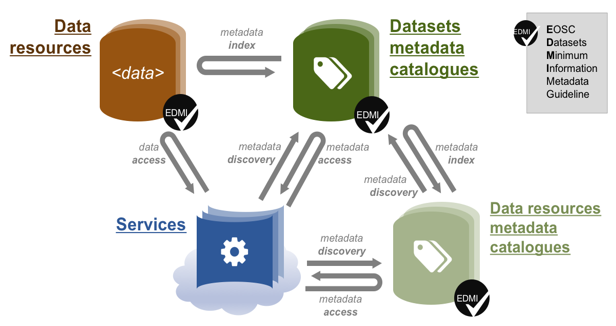 Data
resources
<data>
EDMI
metadata
index
Datasets
metadata
catalogues
EDMI
EDMI
EOSC
Datasets
Minimum
Information
Metadata
Guideline
data
access
metadata
discovery
metadata
access
metadata
index
metadata
discovery
Services
metadata
discovery
metadata
access
Data resources
metadata
catalogues
EDMI